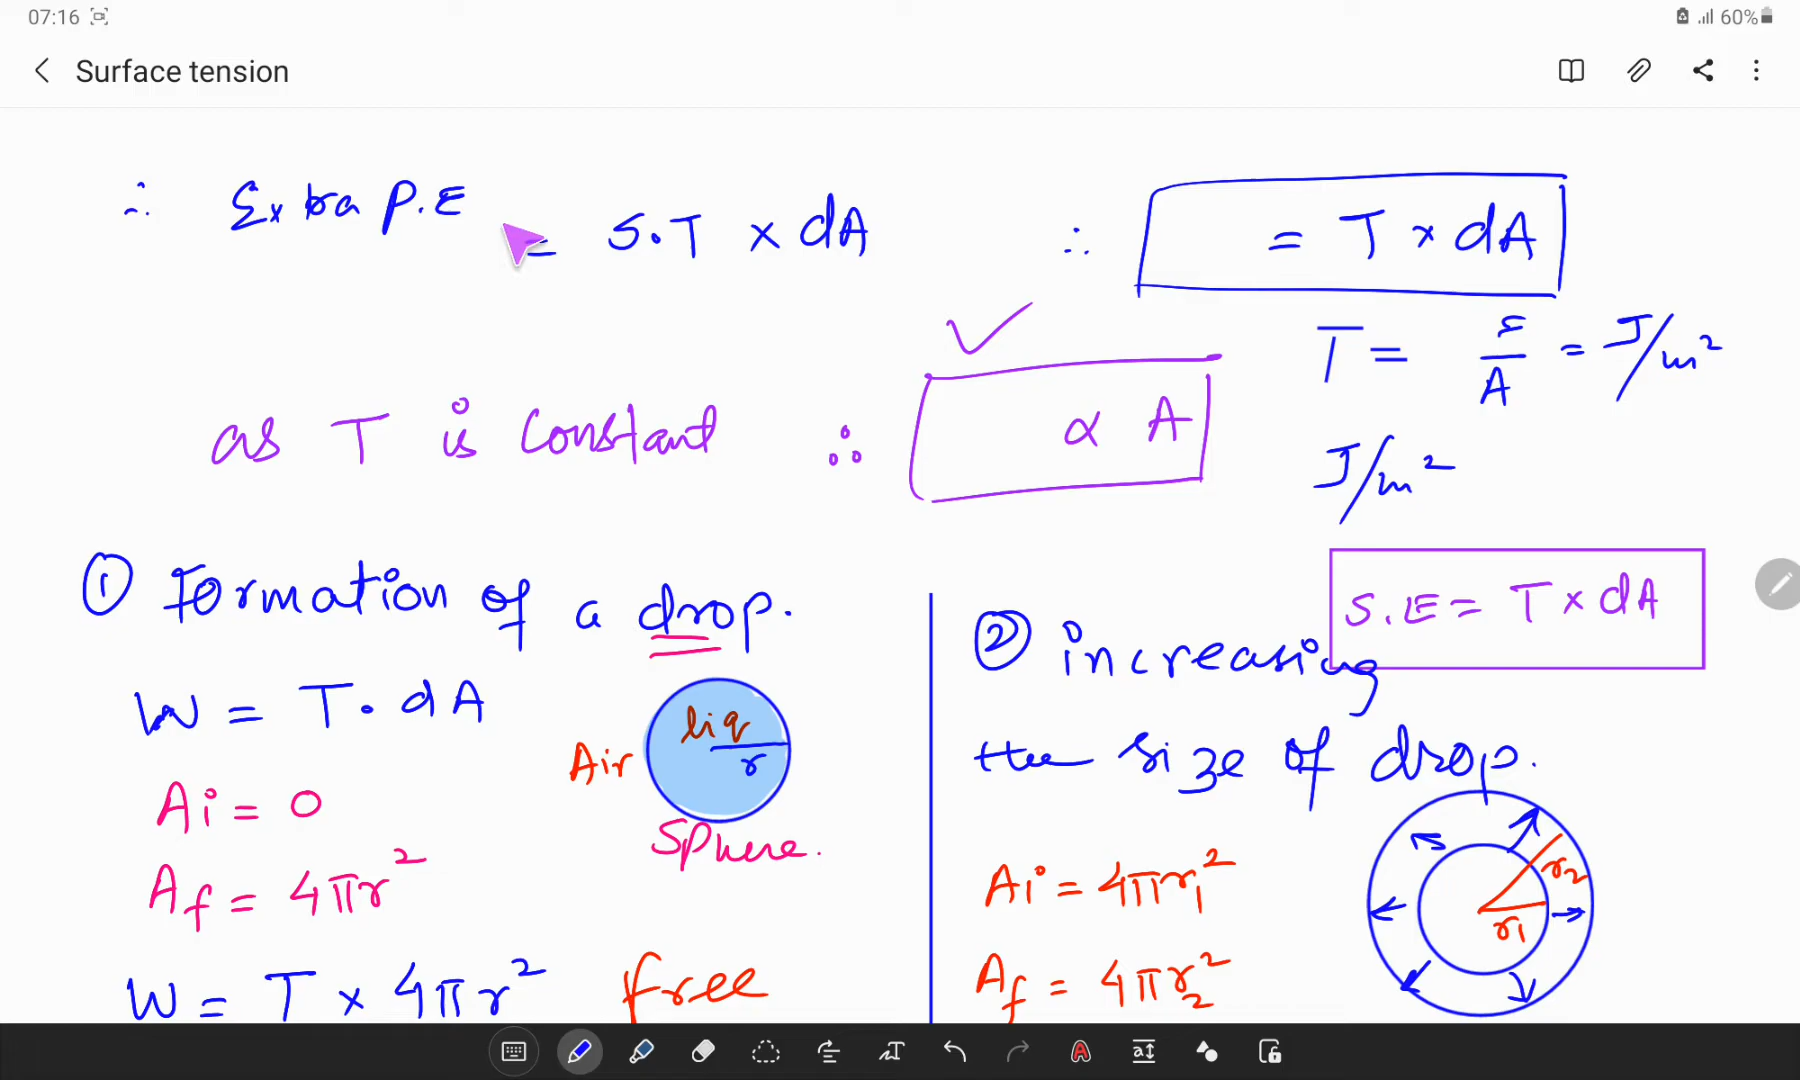 07:16
60%
Surface tension
∴ Extra P.E = S.T × dA ∴ = T × dA
T = E/A = J/m²
as T is constant ∴ ∝ A
J/m²
S.E = T × dA
① Formation of a drop.
W = T. dA
liq
r
Air
Sphere.
Ai = 0
Af = 4πr²
W = T × 4πr² free
② increasing
the size of drop.
Ai = 4πr₁²
Af = 4πr₂²
r₂
r₁